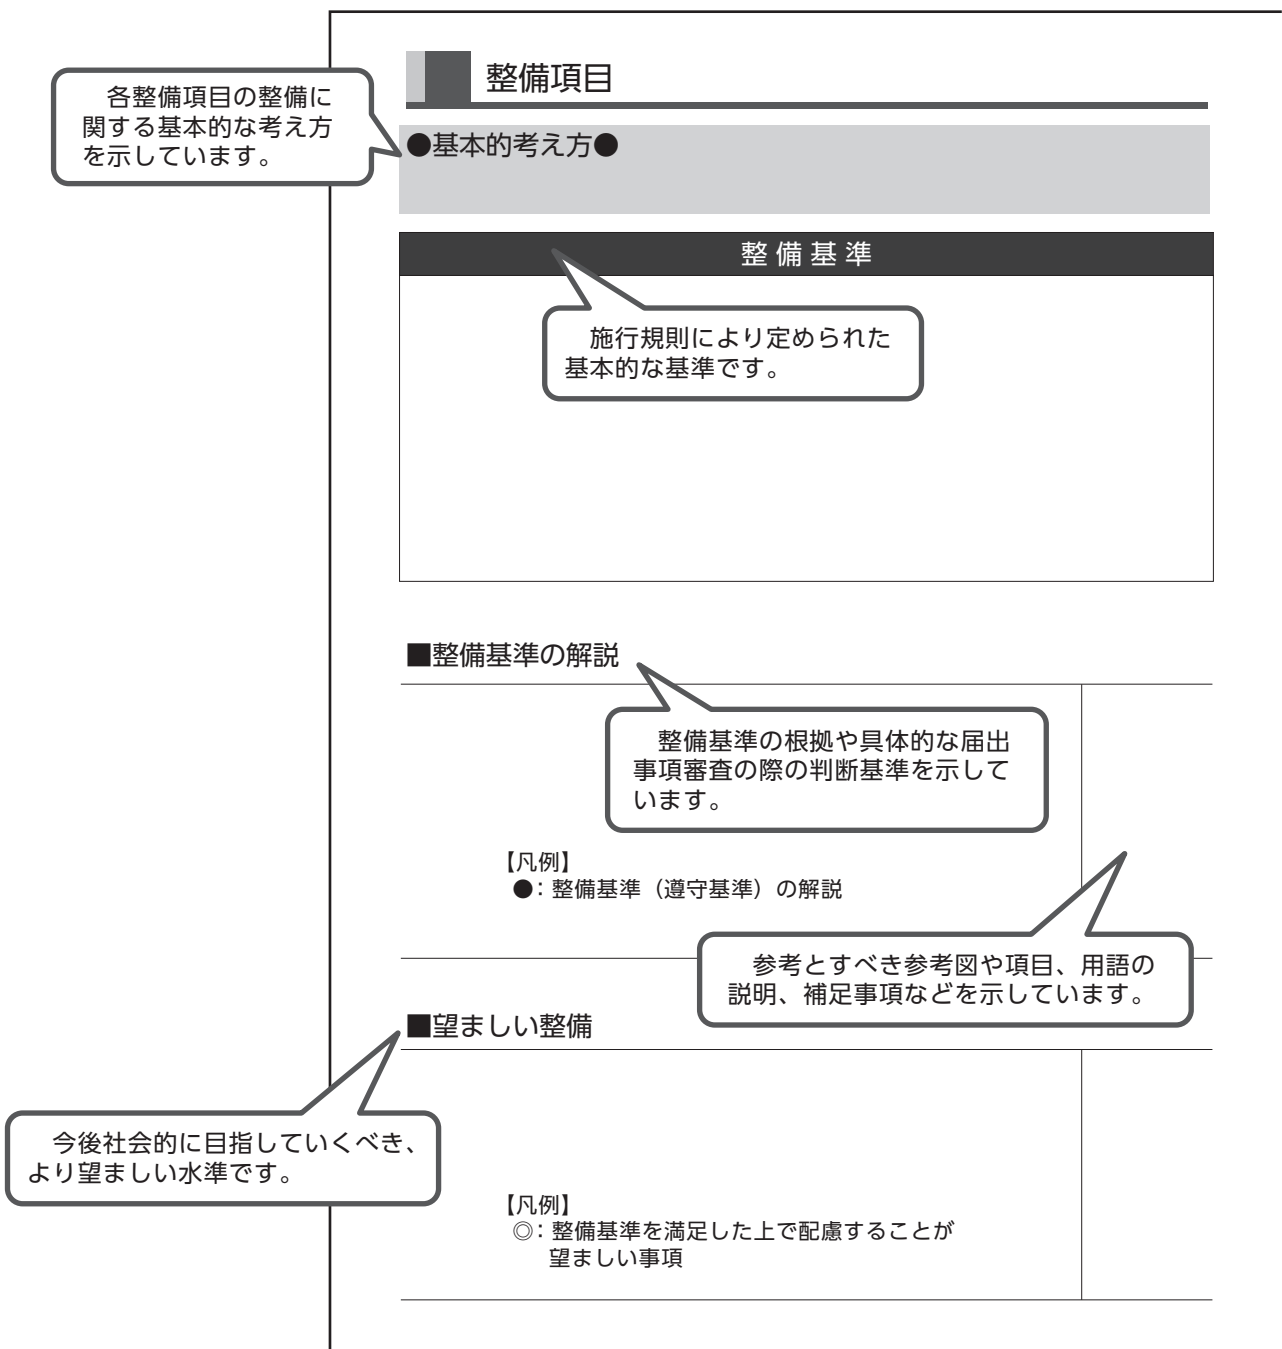 整備項目
各整備項目の整備に
関する基本的な考え方
を示しています。
●基本的考え方●
整備基準
施行規則により定められた
基本的な基準です。
■整備基準の解説
整備基準の根拠や具体的な届出
事項審査の際の判断基準を示して
います。
【凡例】
●：整備基準（遵守基準）の解説
参考とすべき参考図や項目、用語の
説明、補足事項などを示しています。
■望ましい整備
今後社会的に目指していくべき、
より望ましい水準です。
【凡例】
◎：整備基準を満足した上で配慮することが
望ましい事項